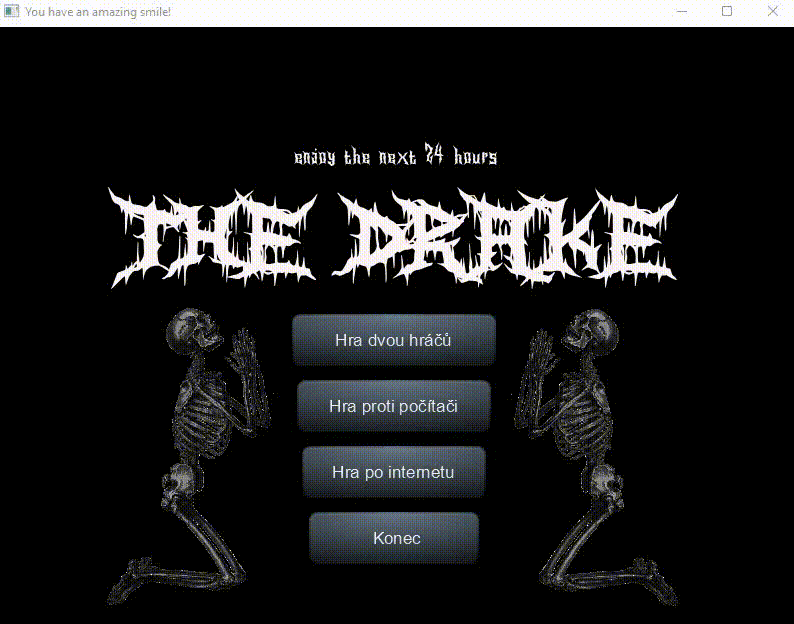 You have an amazing smile!
enjoy the next 24 hours
THE DRAKE
Hra dvou hráčů
Hra proti počítači
Hra po internetu
Konec